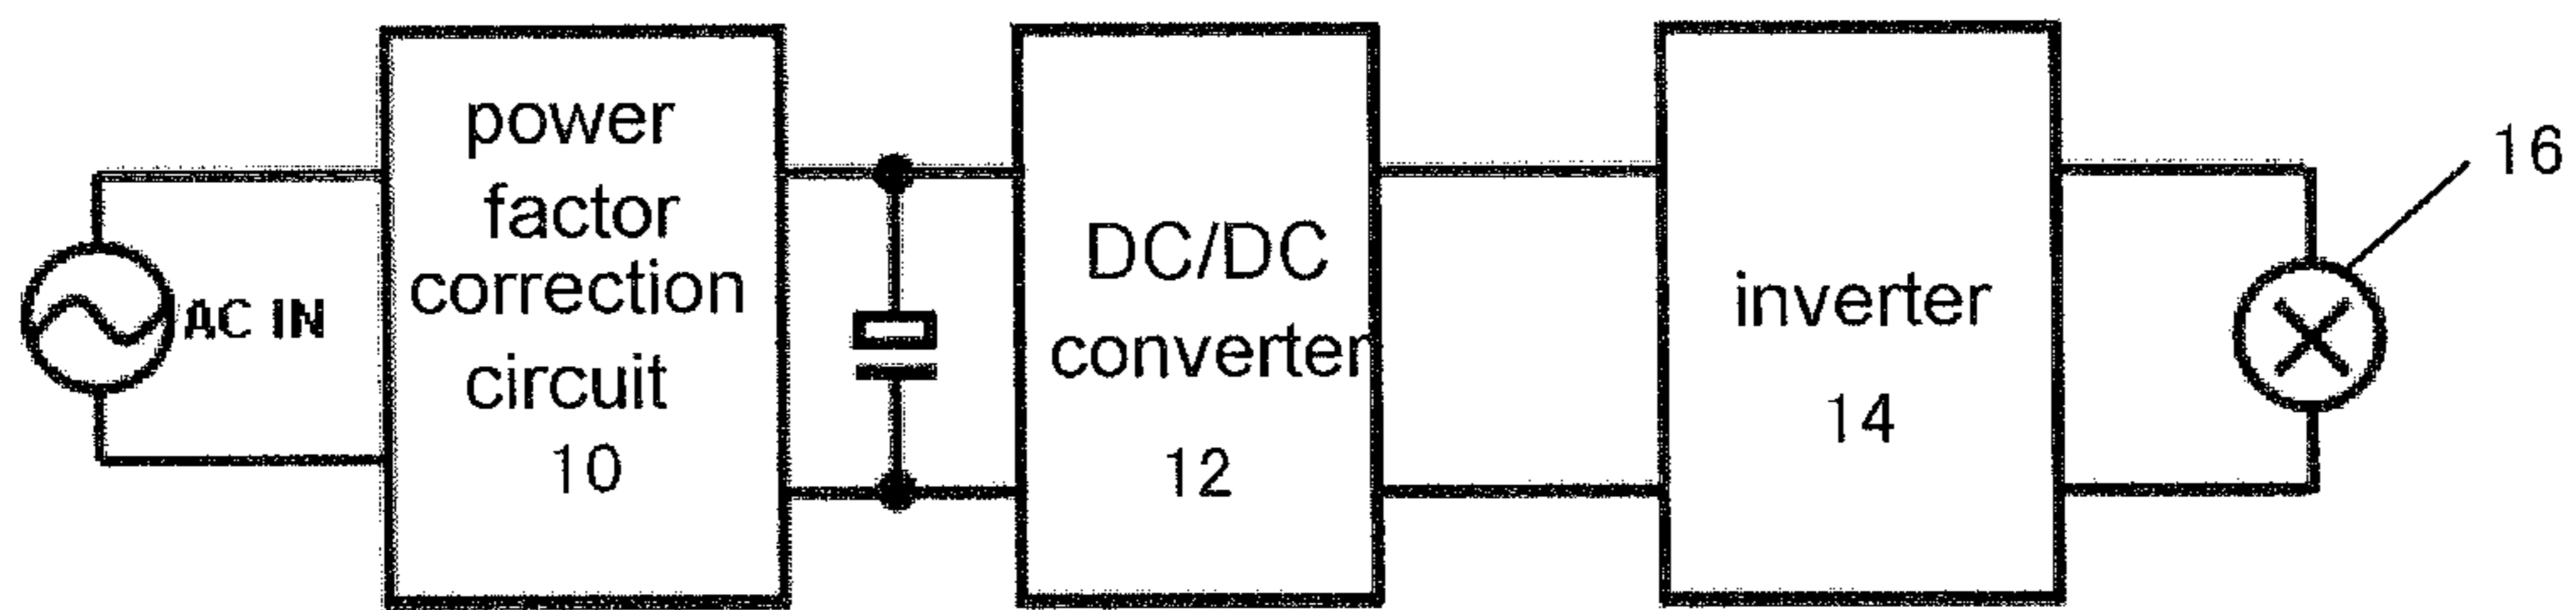 AC IN
power
factor
correction
circuit
10
DC/DC
converter
12
inverter
14
16